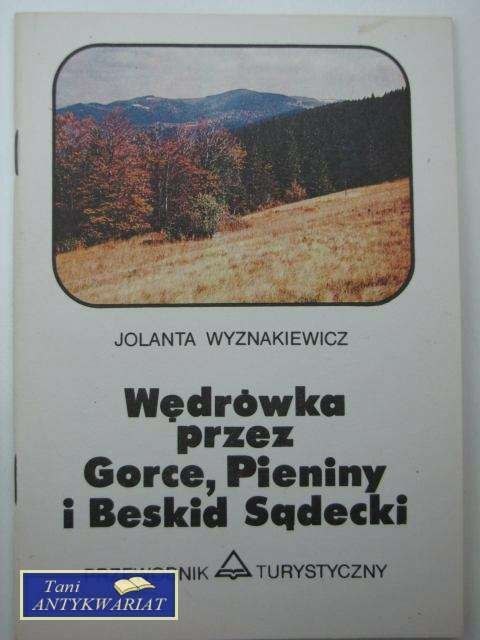 JOLANTA WYZNAKIEWICZ
Wędrówka
przez
Gorce, Pieniny
i Beskid Sądecki
PRZEWODNIK TURYSTYCZNY
Tani
ANTYKWARIAT